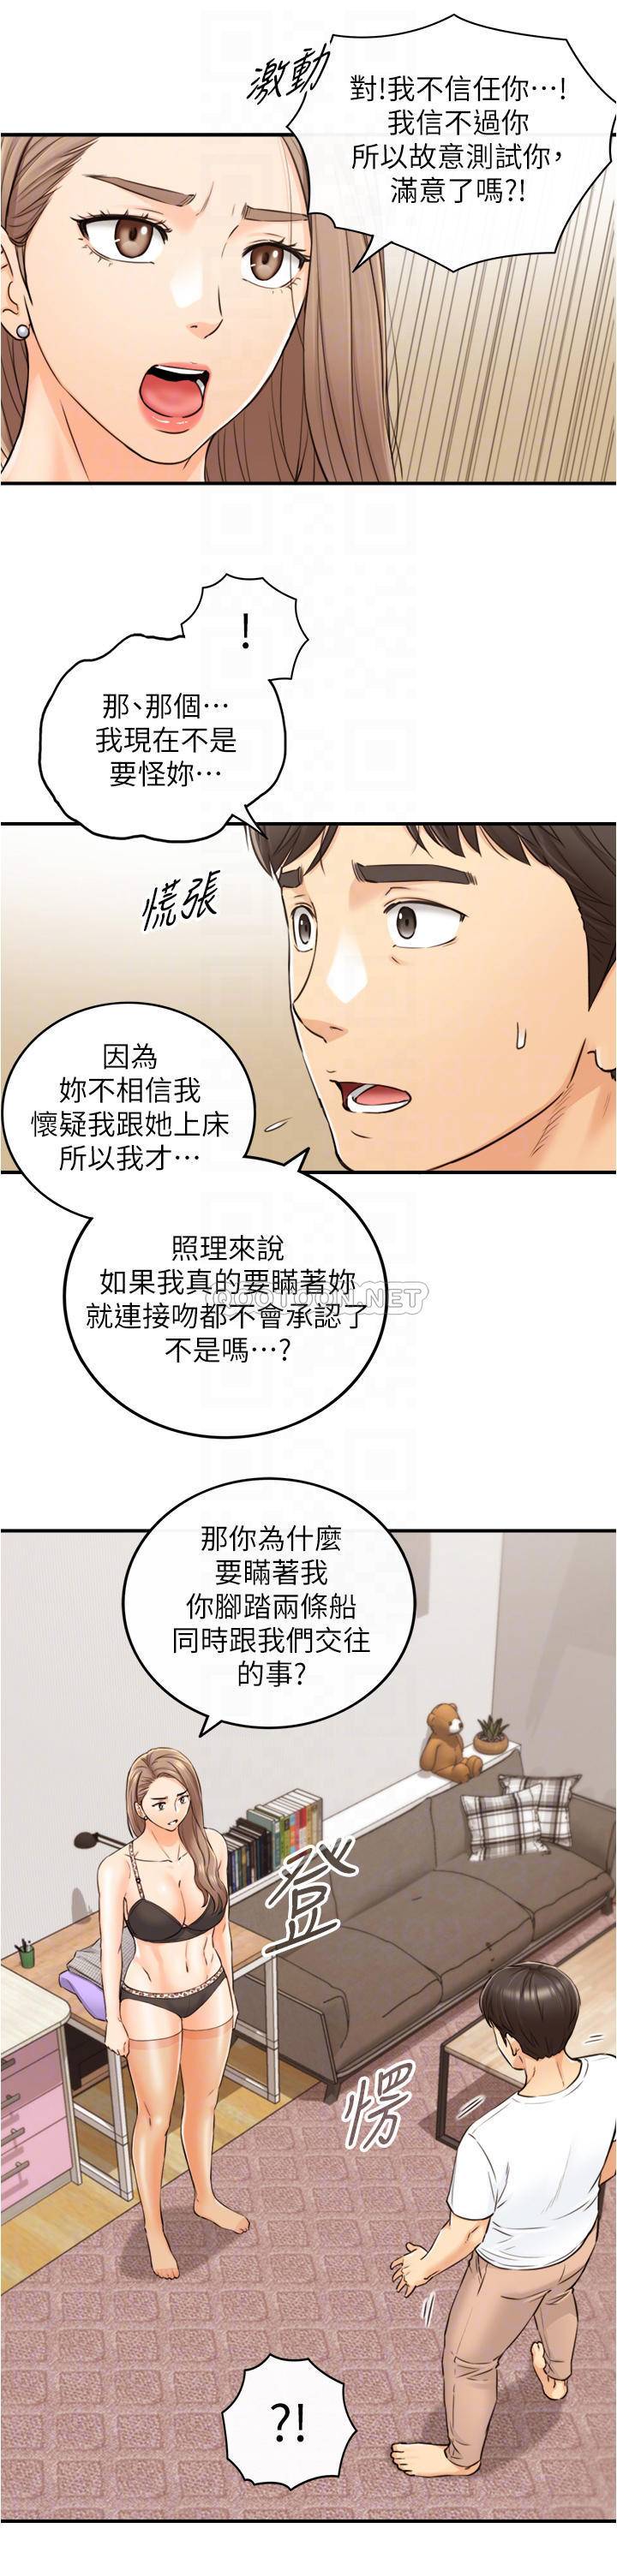 激動
對!我不信任你…!
我信不過你
所以故意測試你,
滿意了嗎?!
!
那、那個…
我現在不是
要怪妳…
慌張
因為
妳不相信我
懷疑我跟她上床
所以我才…
照理來說
如果我真的要瞞著妳
就連接吻都不會承認了
不是嗎…?
TOPTOON.NET
那你為什麼
要瞞著我
你腳踏兩條船
同時跟我們交往
的事?
登
愣
?!